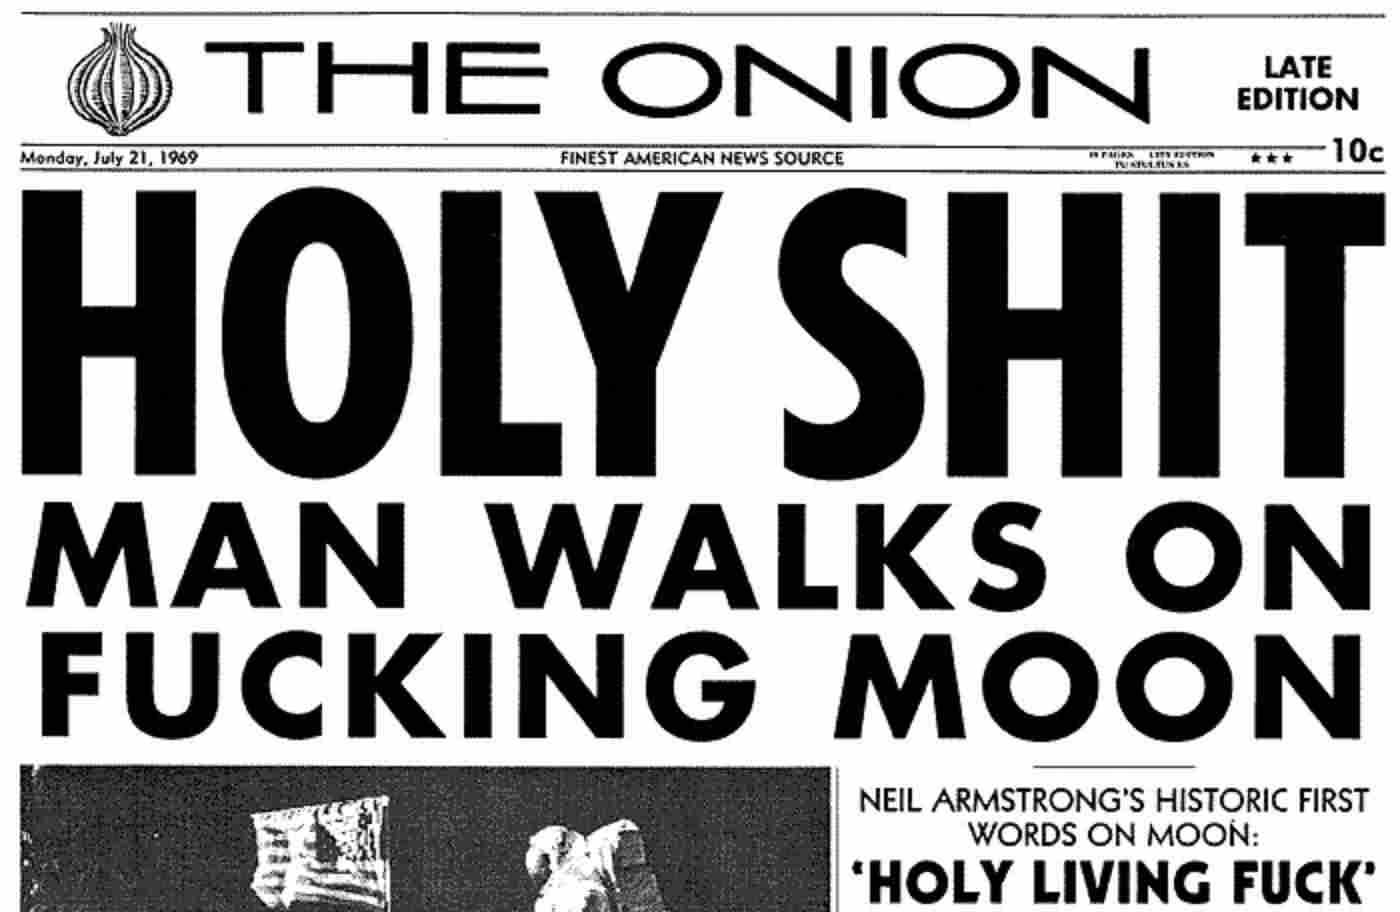 THE ONION
LATE
EDITION
Monday, July 21, 1969
FINEST AMERICAN NEWS SOURCE
★★★ 10c
HOLY SHIT
MAN WALKS ON
FUCKING MOON
NEIL ARMSTRONG'S HISTORIC FIRST
WORDS ON MOON:
'HOLY LIVING FUCK'